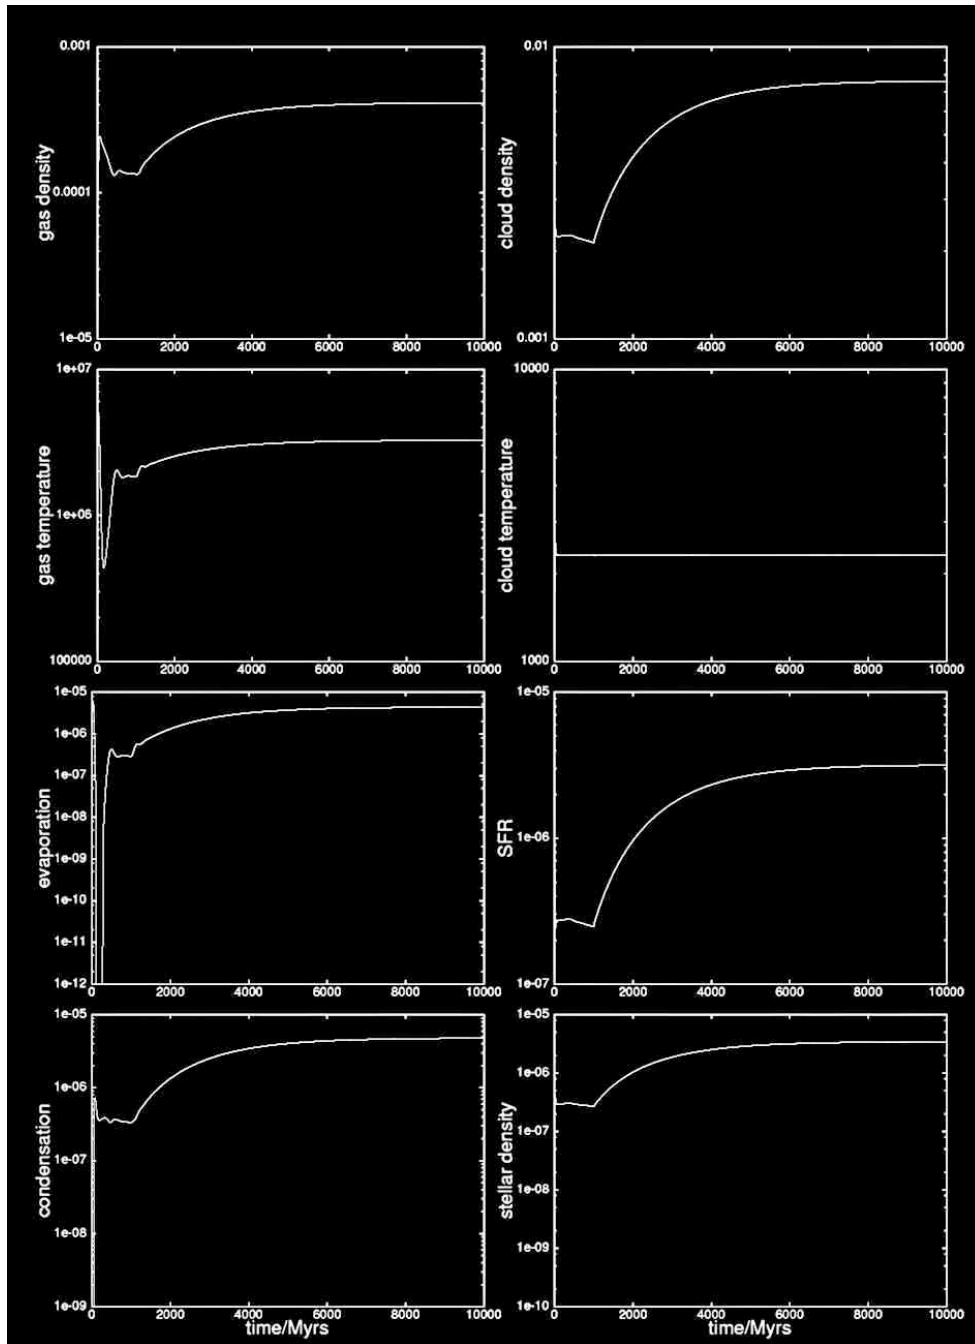 0.001
gas density
0.0001
1e-05
0 2000 4000 6000 8000 10000
0.01
cloud density
0.001
0 2000 4000 6000 8000 10000
1e+07
gas temperature
1e+06
100000
0 2000 4000 6000 8000 10000
10000
cloud temperature
1000
0 2000 4000 6000 8000 10000
1e-05
1e-06
1e-07
evaporation
1e-08
1e-09
1e-10
1e-11
1e-12
0 2000 4000 6000 8000 10000
1e-05
SFR
1e-06
1e-07
0 2000 4000 6000 8000 10000
1e-05
1e-06
condensation
1e-07
1e-08
1e-09
0 2000 4000 6000 8000 10000
time/Myrs
1e-05
1e-06
1e-07
stellar density
1e-08
1e-09
1e-10
0 2000 4000 6000 8000 10000
time/Myrs